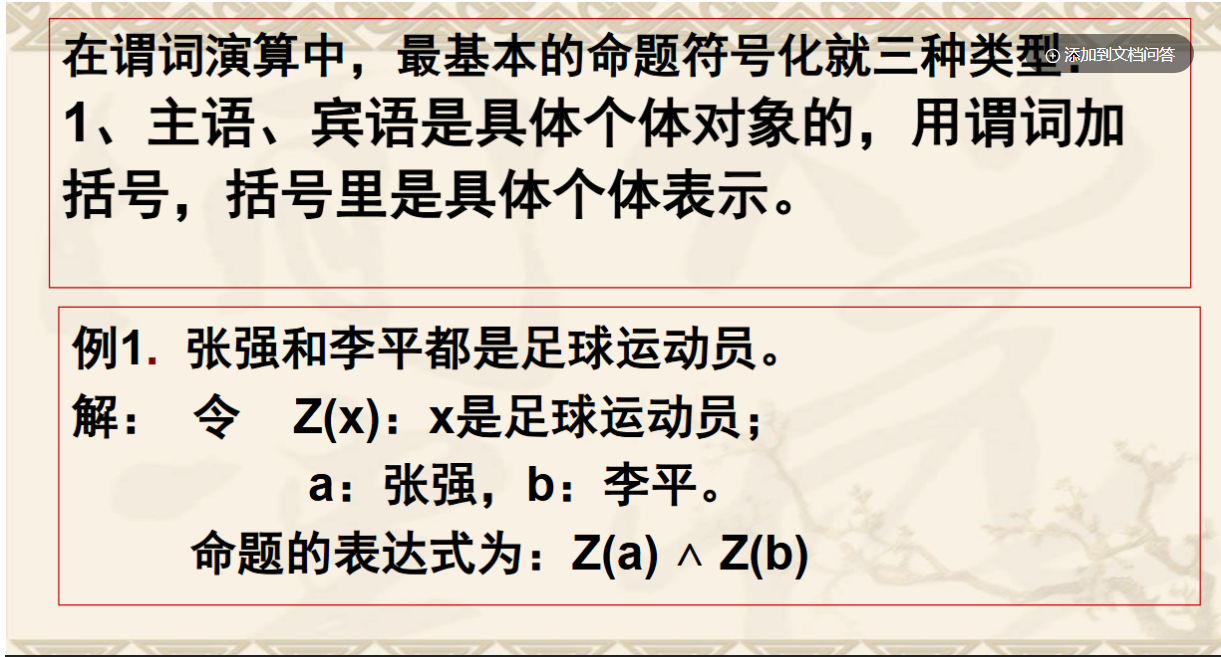 在谓词演算中，最基本的命题符号化就三种类型：
添加到文档问答
1、主语、宾语是具体个体对象的，用谓词加
括号，括号里是具体个体表示。
例1. 张强和李平都是足球运动员。
解： 令 Z(x)：x是足球运动员；
a：张强，b：李平。
命题的表达式为：Z(a) ∧ Z(b)